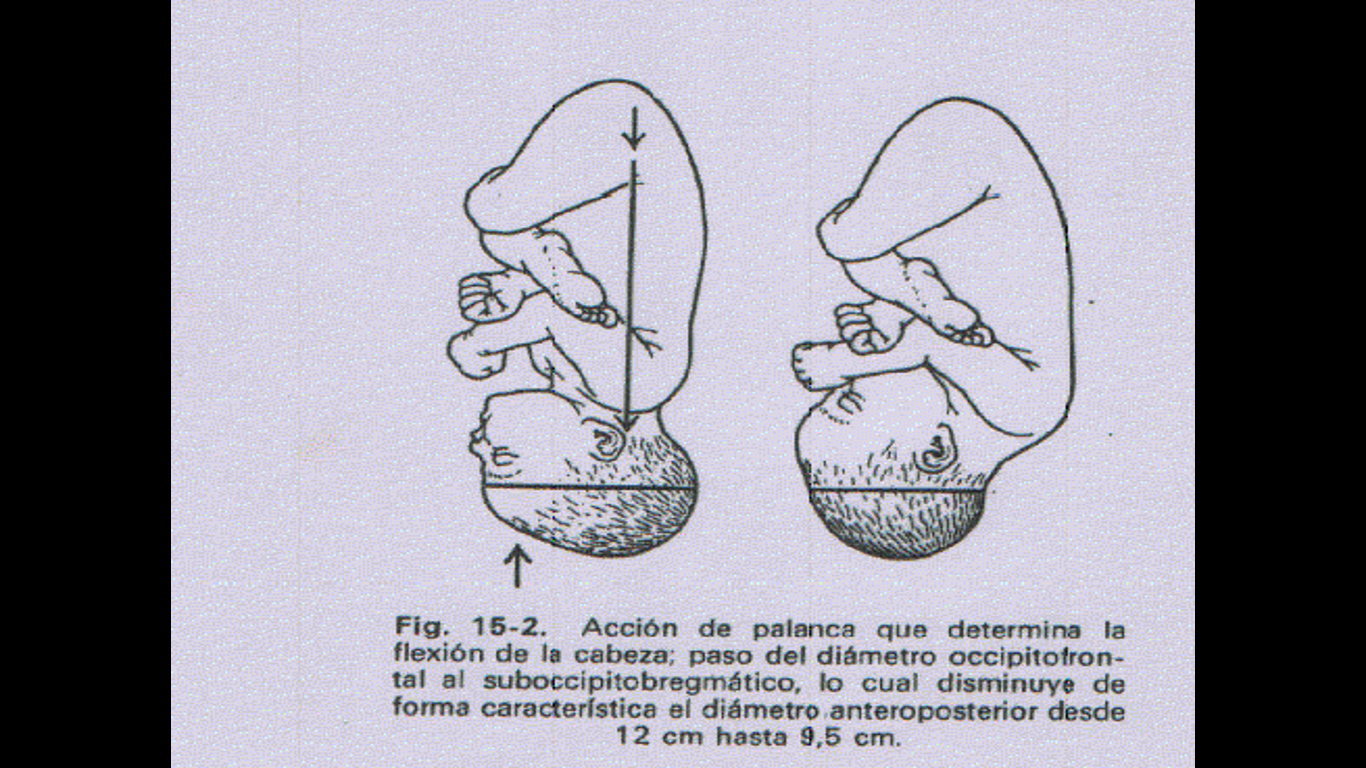 Fig. 15-2. Acción de palanca que determina la
flexión de la cabeza; paso del diámetro occipitofron-
tal al suboccipitobregmático, lo cual disminuye de
forma característica el diámetro anteroposterior desde
12 cm hasta 9,5 cm.